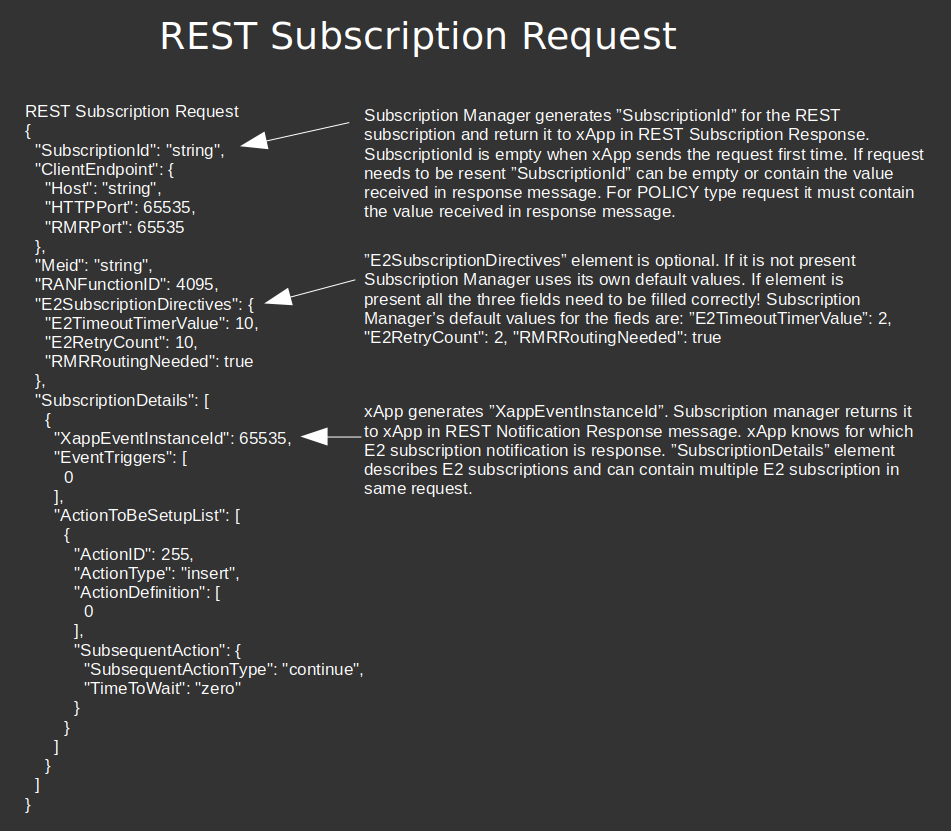 REST Subscription Request
REST Subscription Request
{
"SubscriptionId": "string",
"ClientEndpoint": {
"Host": "string",
"HTTPPort": 65535,
"RMRPort": 65535
},
"Meid": "string",
"RANFunctionID": 4095,
"E2SubscriptionDirectives": {
"E2TimeoutTimerValue": 10,
"E2RetryCount": 10,
"RMRRoutingNeeded": true
},
"SubscriptionDetails": [
{
"XappEventInstanceId": 65535,
"EventTriggers": [
0
],
"ActionToBeSetupList": [
{
"ActionID": 255,
"ActionType": "insert",
"ActionDefinition": [
0
],
"SubsequentAction": {
"SubsequentActionType": "continue",
"TimeToWait": "zero"
}
}
]
}
]
}
Subscription Manager generates ”SubscriptionId” for the REST
subscription and return it to xApp in REST Subscription Response.
SubscriptionId is empty when xApp sends the request first time. If request
needs to be resent ”SubscriptionId” can be empty or contain the value
received in response message. For POLICY type request it must contain
the value received in response message.
”E2SubscriptionDirectives” element is optional. If it is not present
Subscription Manager uses its own default values. If element is
present all the three fields need to be filled correctly! Subscription
Manager’s default values for the fieds are: ”E2TimeoutTimerValue”: 2,
"E2RetryCount": 2, "RMRRoutingNeeded": true
xApp generates ”XappEventInstanceId”. Subscription manager returns it
to xApp in REST Notification Response message. xApp knows for which
E2 subscription notification is response. ”SubscriptionDetails” element
describes E2 subscriptions and can contain multiple E2 subscription in
same request.